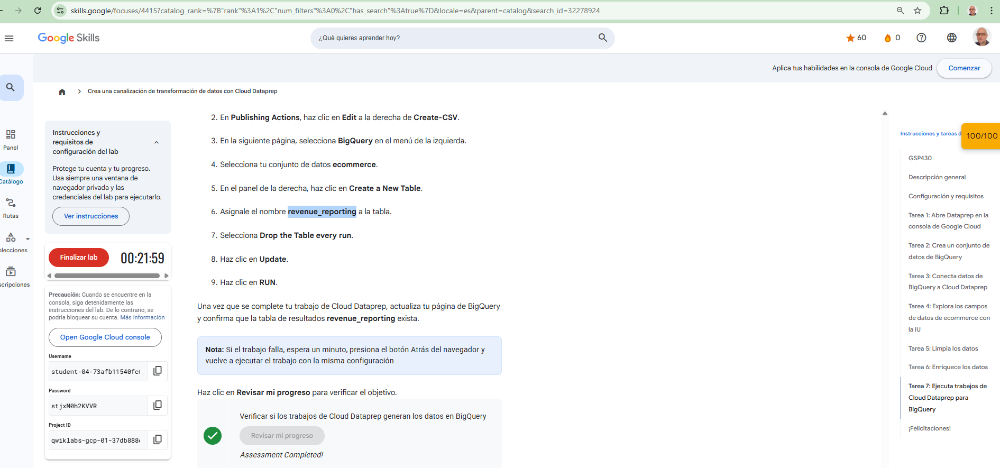 skills.google/focuses/4415?catalog_rank=%7B"rank"%3A1%2C"num_filters"%3A0%2C"has_search"%3Atrue%7D&locale=es&parent=catalog&search_id=32278924
Google Skills
¿Qué quieres aprender hoy?
60
0
Aplica tus habilidades en la consola de Google Cloud
Comenzar
Crea una canalización de transformación de datos con Cloud Dataprep
Panel
Catálogo
Rutas
olecciones
scripciones
Instrucciones y
requisitos de
configuración del lab
Protege tu cuenta y tu progreso.
Usa siempre una ventana de
navegador privada y las
credenciales del lab para ejecutarlo.
Ver instrucciones
Finalizar lab
00:21:59
Precaución: Cuando se encuentre en la
consola, siga detenidamente las
instrucciones del lab. De lo contrario, se
podría bloquear su cuenta. Más información
Open Google Cloud console
Username
student-04-73afb11540fc
Password
stjxM0h2KVVR
Project ID
qwiklabs-gcp-01-37db888
2. En Publishing Actions, haz clic en Edit a la derecha de Create-CSV.
3. En la siguiente página, selecciona BigQuery en el menú de la izquierda.
4. Selecciona tu conjunto de datos ecommerce.
5. En el panel de la derecha, haz clic en Create a New Table.
6. Asígnale el nombre revenue_reporting a la tabla.
7. Selecciona Drop the Table every run.
8. Haz clic en Update.
9. Haz clic en RUN.
Una vez que se complete tu trabajo de Cloud Dataprep, actualiza tu página de BigQuery
y confirma que la tabla de resultados revenue_reporting exista.
Nota: Si el trabajo falla, espera un minuto, presiona el botón Atrás del navegador y
vuelve a ejecutar el trabajo con la misma configuración
Haz clic en Revisar mi progreso para verificar el objetivo.
Verificar si los trabajos de Cloud Dataprep generan los datos en BigQuery
Revisar mi progreso
Assessment Completed!
Instrucciones y tareas d
100/100
GSP430
Descripción general
Configuración y requisitos
Tarea 1: Abre Dataprep en la
consola de Google Cloud
Tarea 2: Crea un conjunto de
datos de BigQuery
Tarea 3: Conecta datos de
BigQuery a Cloud Dataprep
Tarea 4: Explora los campos
de datos de ecommerce con
la IU
Tarea 5: Limpia los datos
Tarea 6: Enriquece los datos
Tarea 7: Ejecuta trabajos de
Cloud Dataprep para
BigQuery
¡Felicitaciones!